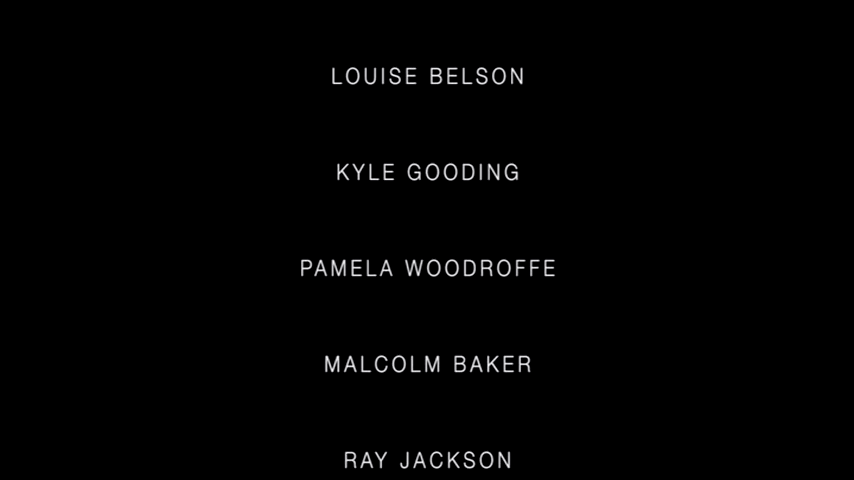 LOUISE BELSON
KYLE GOODING
PAMELA WOODROFFE
MALCOLM BAKER
RAY JACKSON